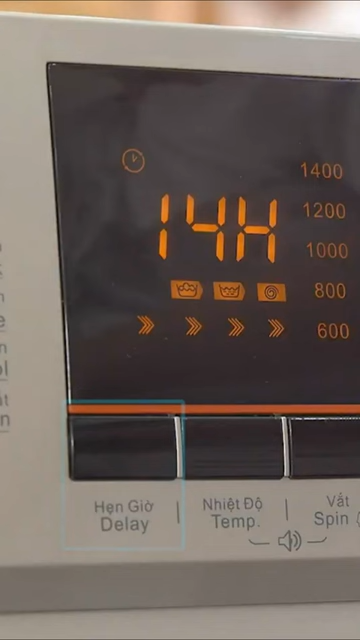 1400
14H
1200
1000
800
600
Hẹn Giờ
Delay
Nhiệt Độ
Temp.
Vắt
Spin